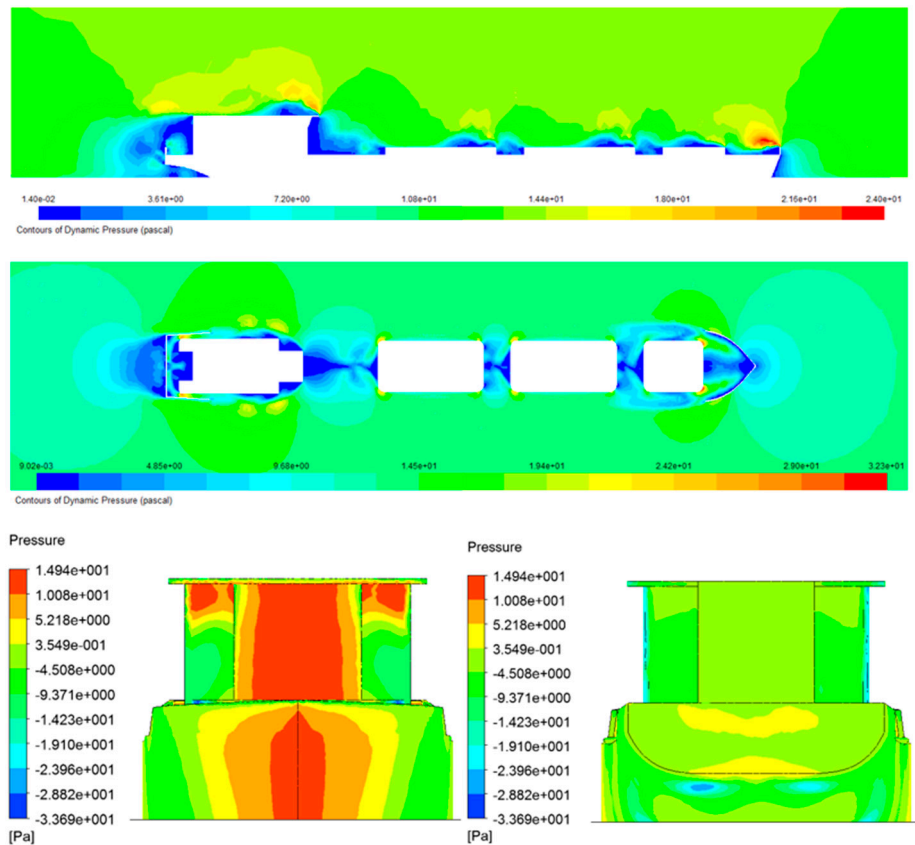 1.40e-02 3.61e+00 7.20e+00 1.08e+01 1.44e+01 1.80e+01 2.16e+01 2.40e+01
Contours of Dynamic Pressure (pascal)
9.02e-03 4.85e+00 9.68e+00 1.45e+01 1.94e+01 2.42e+01 2.90e+01 3.23e+01
Contours of Dynamic Pressure (pascal)
Pressure
1.494e+001
1.008e+001
5.218e+000
3.549e-001
-4.508e+000
-9.371e+000
-1.423e+001
-1.910e+001
-2.396e+001
-2.882e+001
-3.369e+001
[Pa]
Pressure
1.494e+001
1.008e+001
5.218e+000
3.549e-001
-4.508e+000
-9.371e+000
-1.423e+001
-1.910e+001
-2.396e+001
-2.882e+001
-3.369e+001
[Pa]